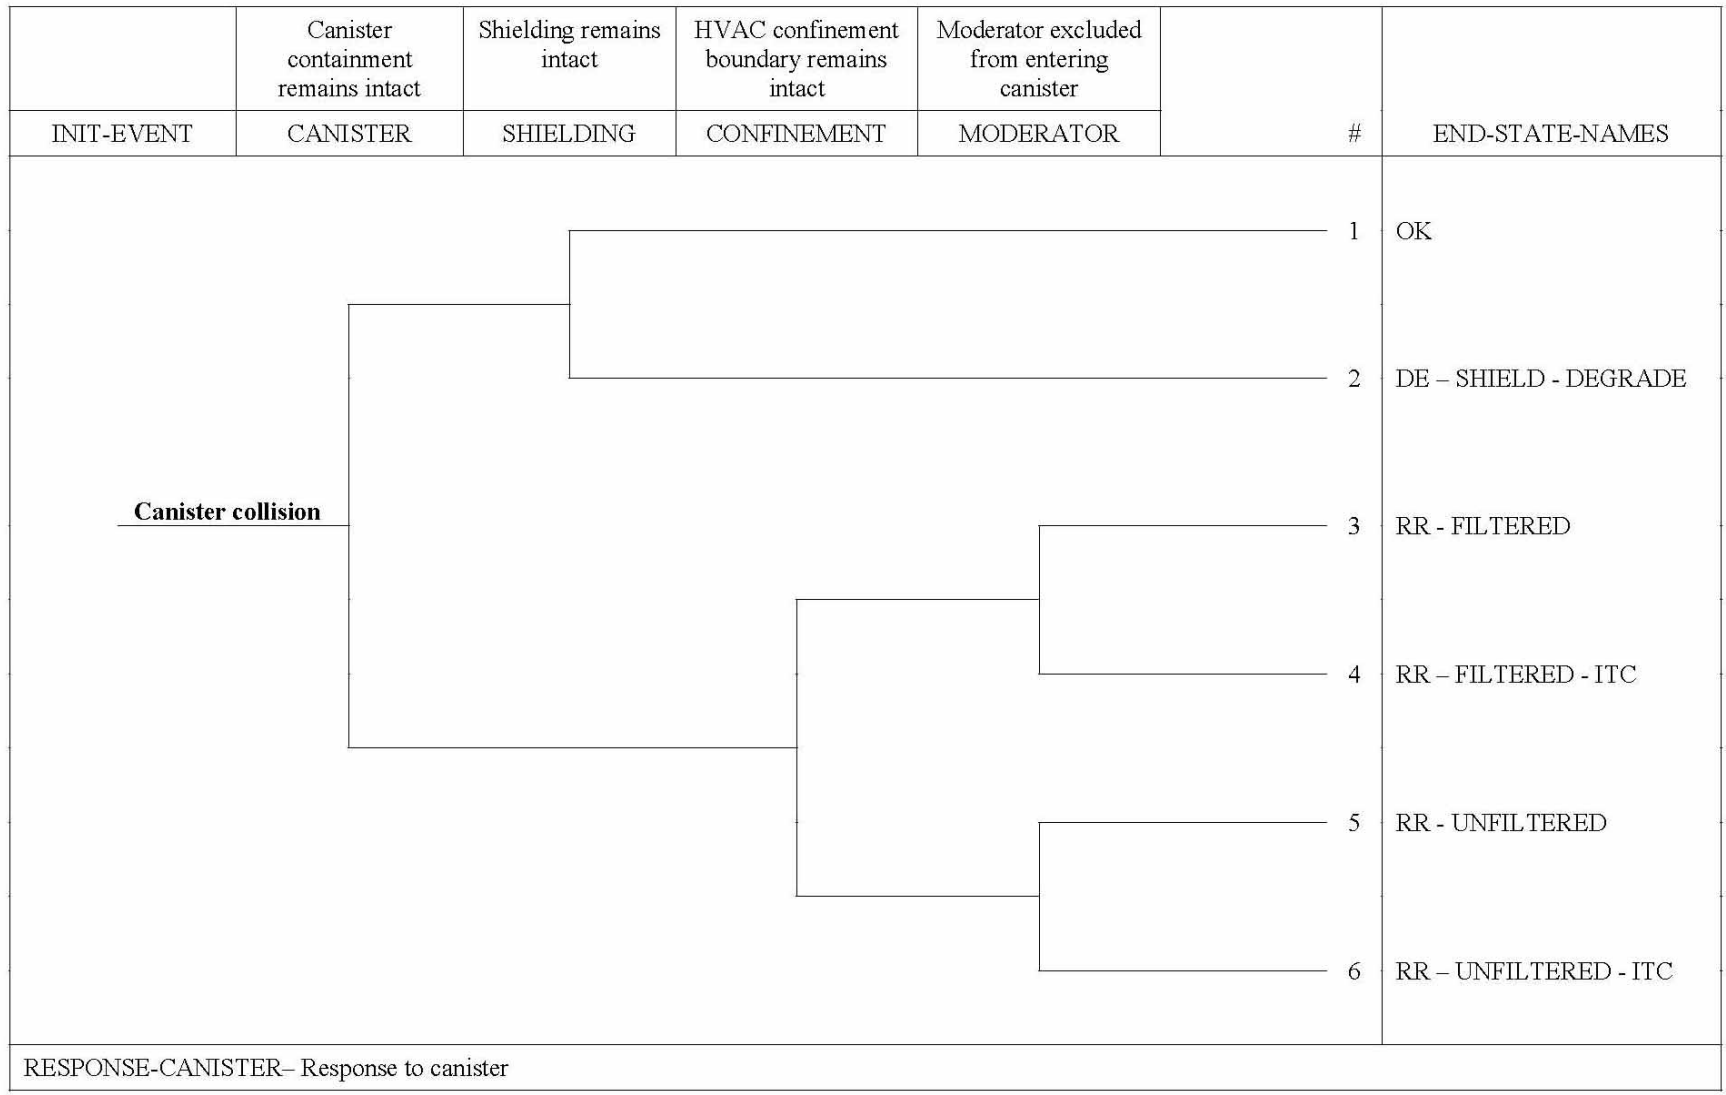 Canister
containment
remains intact
Shielding remains
intact
HVAC confinement
boundary remains
intact
Moderator excluded
from entering
canister
INIT-EVENT
CANISTER
SHIELDING
CONFINEMENT
MODERATOR
#
END-STATE-NAMES
1 OK
2 DE – SHIELD - DEGRADE
Canister collision
3 RR - FILTERED
4 RR – FILTERED - ITC
5 RR - UNFILTERED
6 RR – UNFILTERED - ITC
RESPONSE-CANISTER– Response to canister